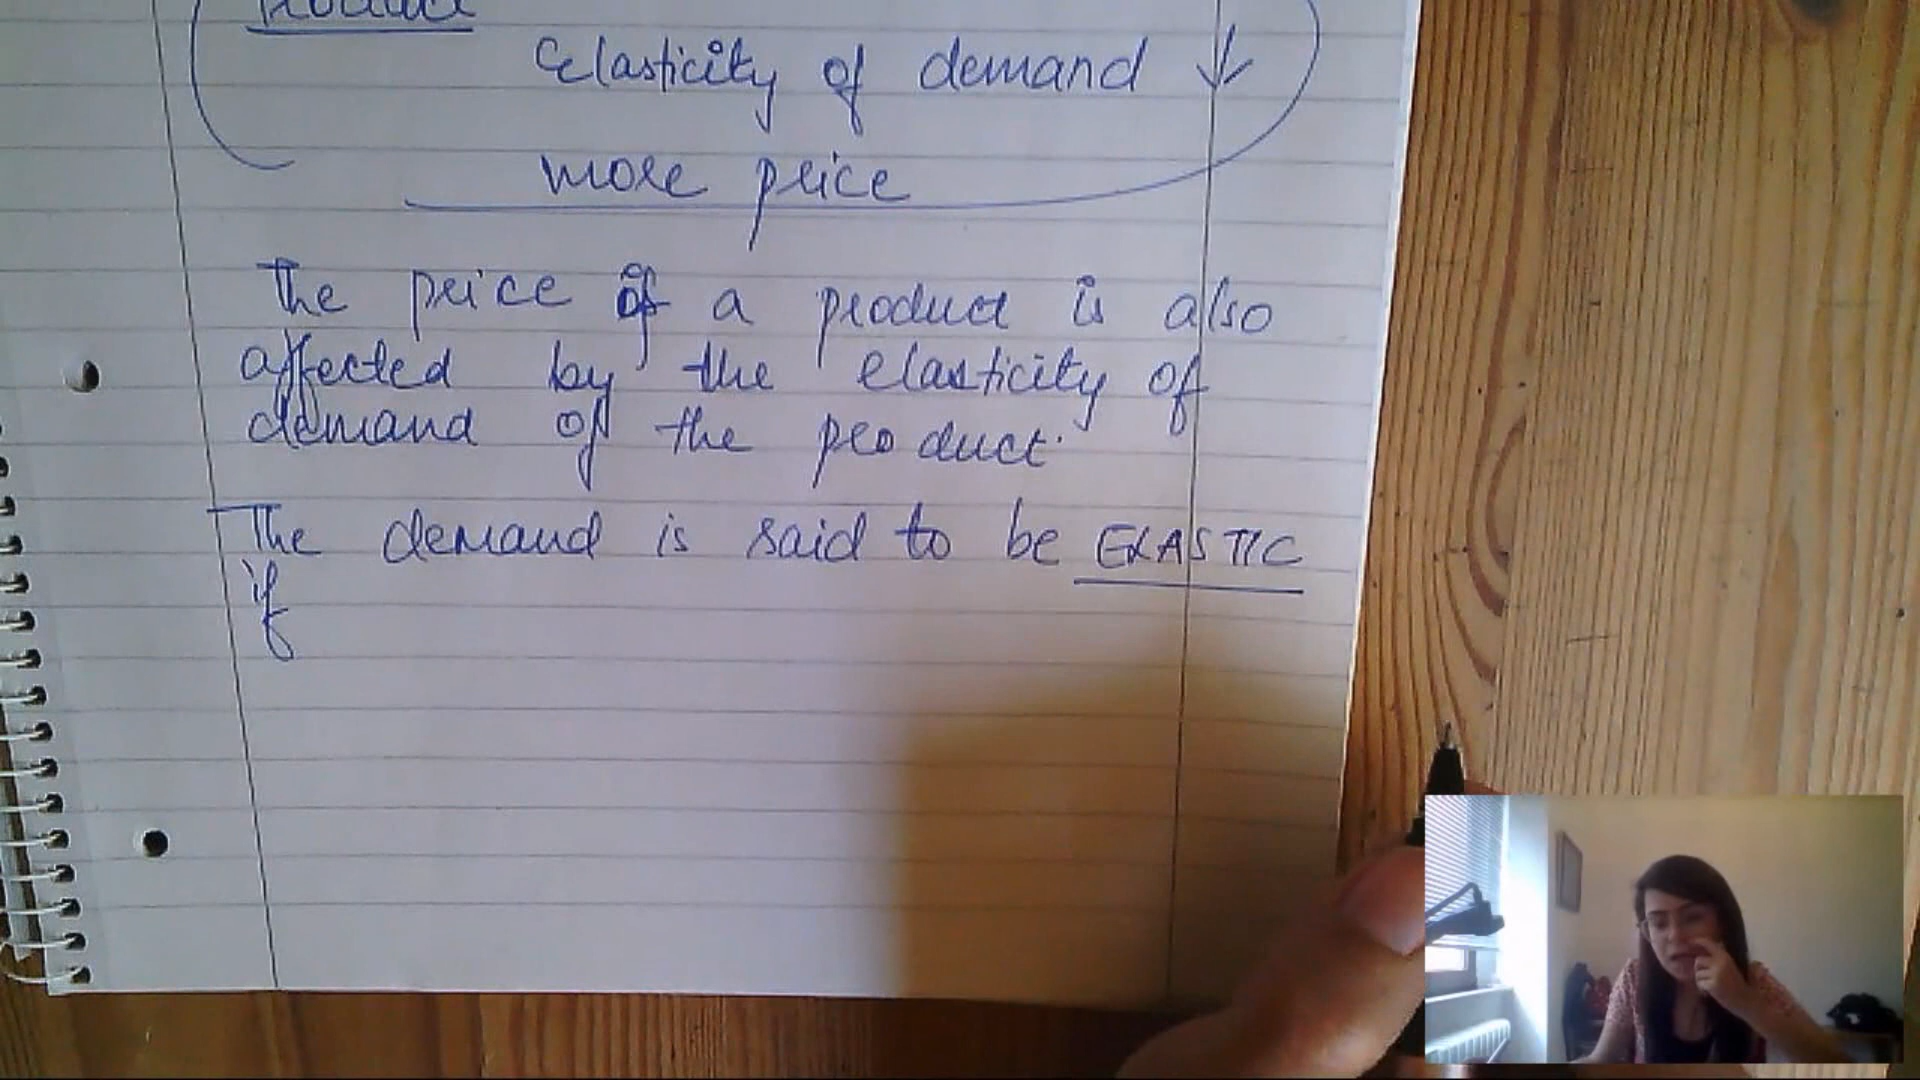 Product
Elasticity of demand ↓
more price
The price of a product is also
affected by the elasticity of
demand of the product.
The demand is said to be ELASTIC
if